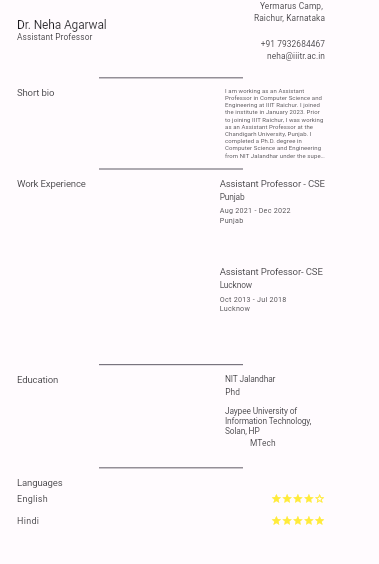 Yermarus Camp,
Raichur, Karnataka
Dr. Neha Agarwal
Assistant Professor
+91 7932684467
neha@iiitr.ac.in
Short bio
I am working as an Assistant
Professor in Computer Science and
Engineering at IIIT Raichur. I joined
the institute in January 2023. Prior
to joining IIIT Raichur, I was working
as an Assistant Professor at the
Chandigarh University, Punjab. I
completed a Ph.D. degree in
Computer Science and Engineering
from NIT Jalandhar under the supe...
Work Experience
Assistant Professor - CSE
Punjab
Aug 2021 - Dec 2022
Punjab
Assistant Professor- CSE
Lucknow
Oct 2013 - Jul 2018
Lucknow
Education
NIT Jalandhar
Phd
Jaypee University of
Information Technology,
Solan, HP
MTech
Languages
English
Hindi